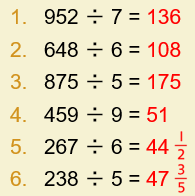 1. 952 ÷ 7 = 136
2. 648 ÷ 6 = 108
3. 875 ÷ 5 = 175
4. 459 ÷ 9 = 51
5. 267 ÷ 6 = 44 1/2
6. 238 ÷ 5 = 47 3/5